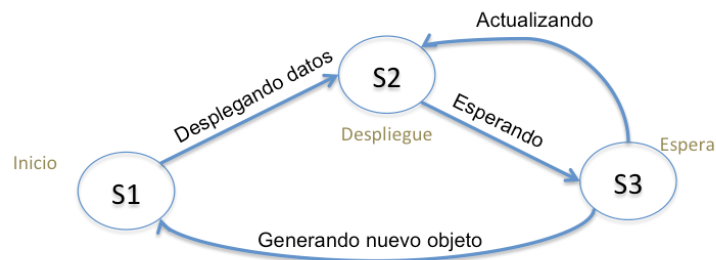 Actualizando
Desplegando datos
S2
Esperando
Despliegue
Inicio
Espera
S1
S3
Generando nuevo objeto